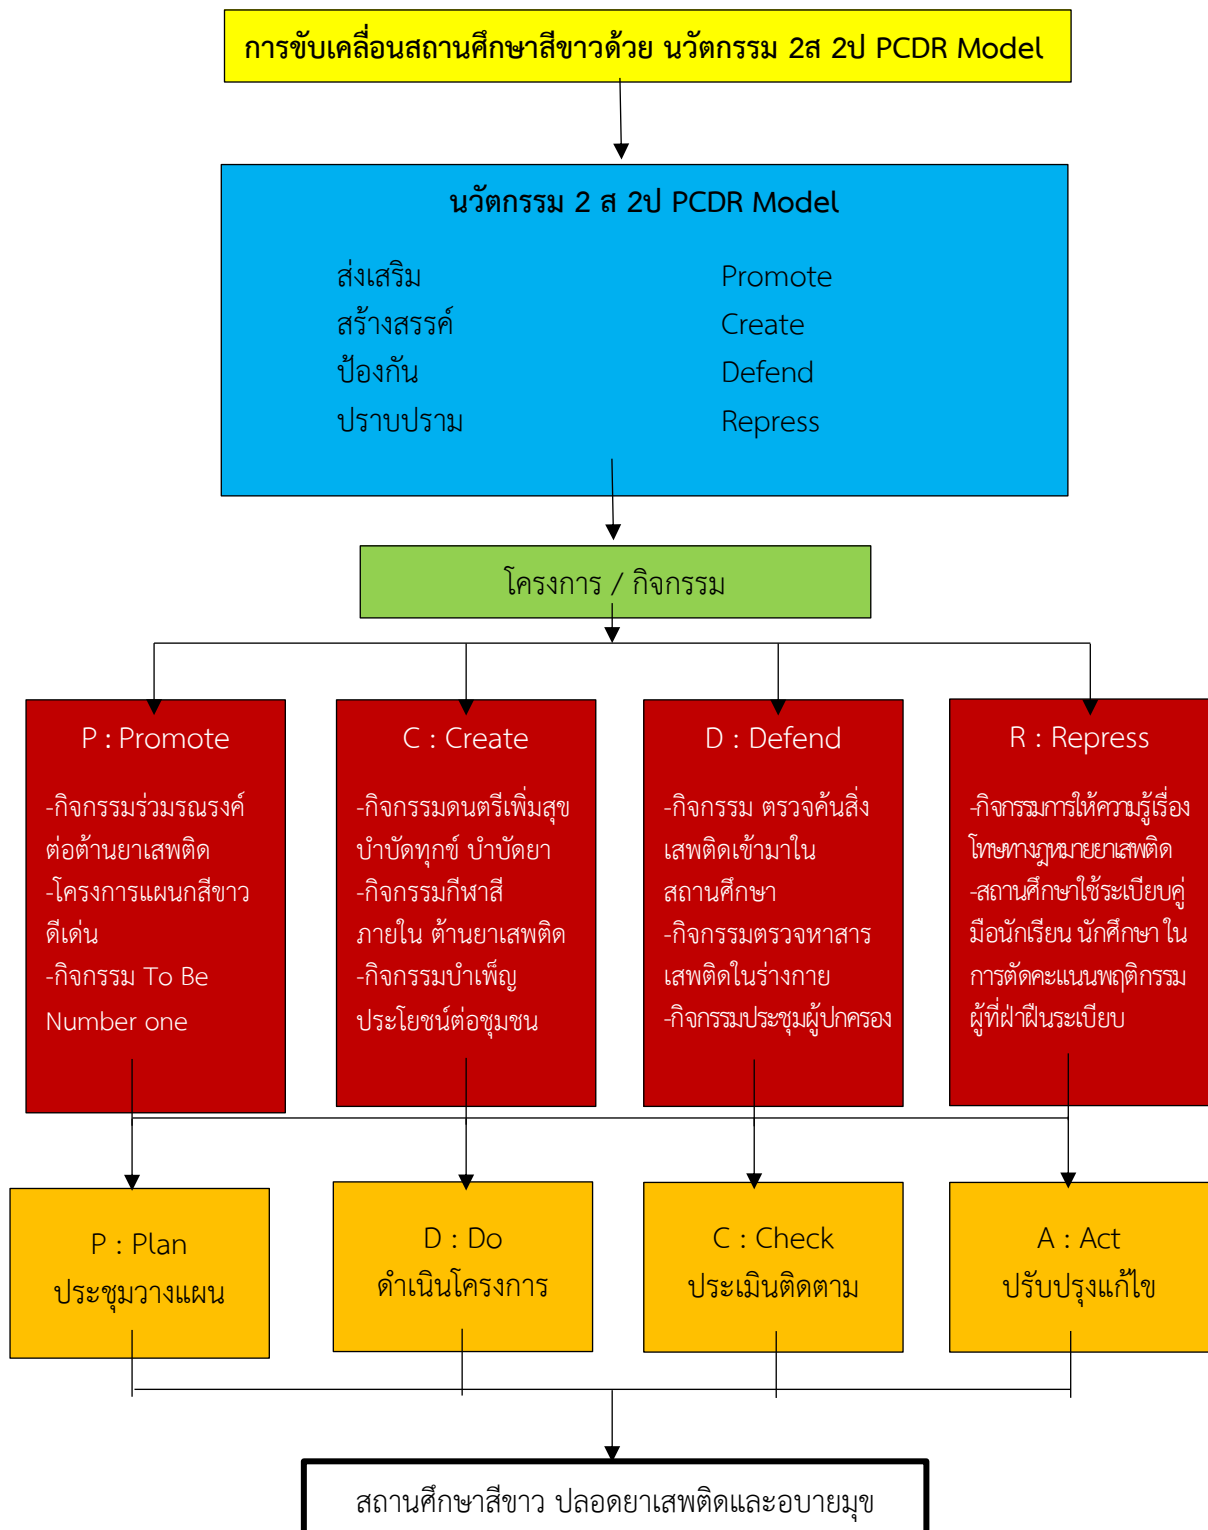 การขับเคลื่อนสถานศึกษาสีขาวด้วย นวัตกรรม 2ส 2ป PCDR Model
นวัตกรรม 2 ส 2ป PCDR Model
ส่งเสริม Promote
สร้างสรรค์ Create
ป้องกัน Defend
ปราบปราม Repress
โครงการ / กิจกรรม
P : Promote
-กิจกรรมร่วมรณรงค์
ต่อต้านยาเสพติด
-โครงการแผนกสีขาว
ดีเด่น
-กิจกรรม To Be
Number one
C : Create
-กิจกรรมดนตรีเพิ่มสุข
บำบัดทุกข์ บำบัดยา
-กิจกรรมกีฬาสี
ภายใน ต้านยาเสพติด
-กิจกรรมบำเพ็ญ
ประโยชน์ต่อชุมชน
D : Defend
-กิจกรรม ตรวจค้นสิ่ง
เสพติดเข้ามาใน
สถานศึกษา
-กิจกรรมตรวจหาสาร
เสพติดในร่างกาย
-กิจกรรมประชุมผู้ปกครอง
R : Repress
-กิจกรรมการให้ความรู้เรื่อง
โทษทางกฎหมายยาเสพติด
-สถานศึกษาใช้ระเบียบคู่
มือนักเรียน นักศึกษา ใน
การตัดคะแนนพฤติกรรม
ผู้ที่ฝ่าฝืนระเบียบ
P : Plan
ประชุมวางแผน
D : Do
ดำเนินโครงการ
C : Check
ประเมินติดตาม
A : Act
ปรับปรุงแก้ไข
สถานศึกษาสีขาว ปลอดยาเสพติดและอบายมุข